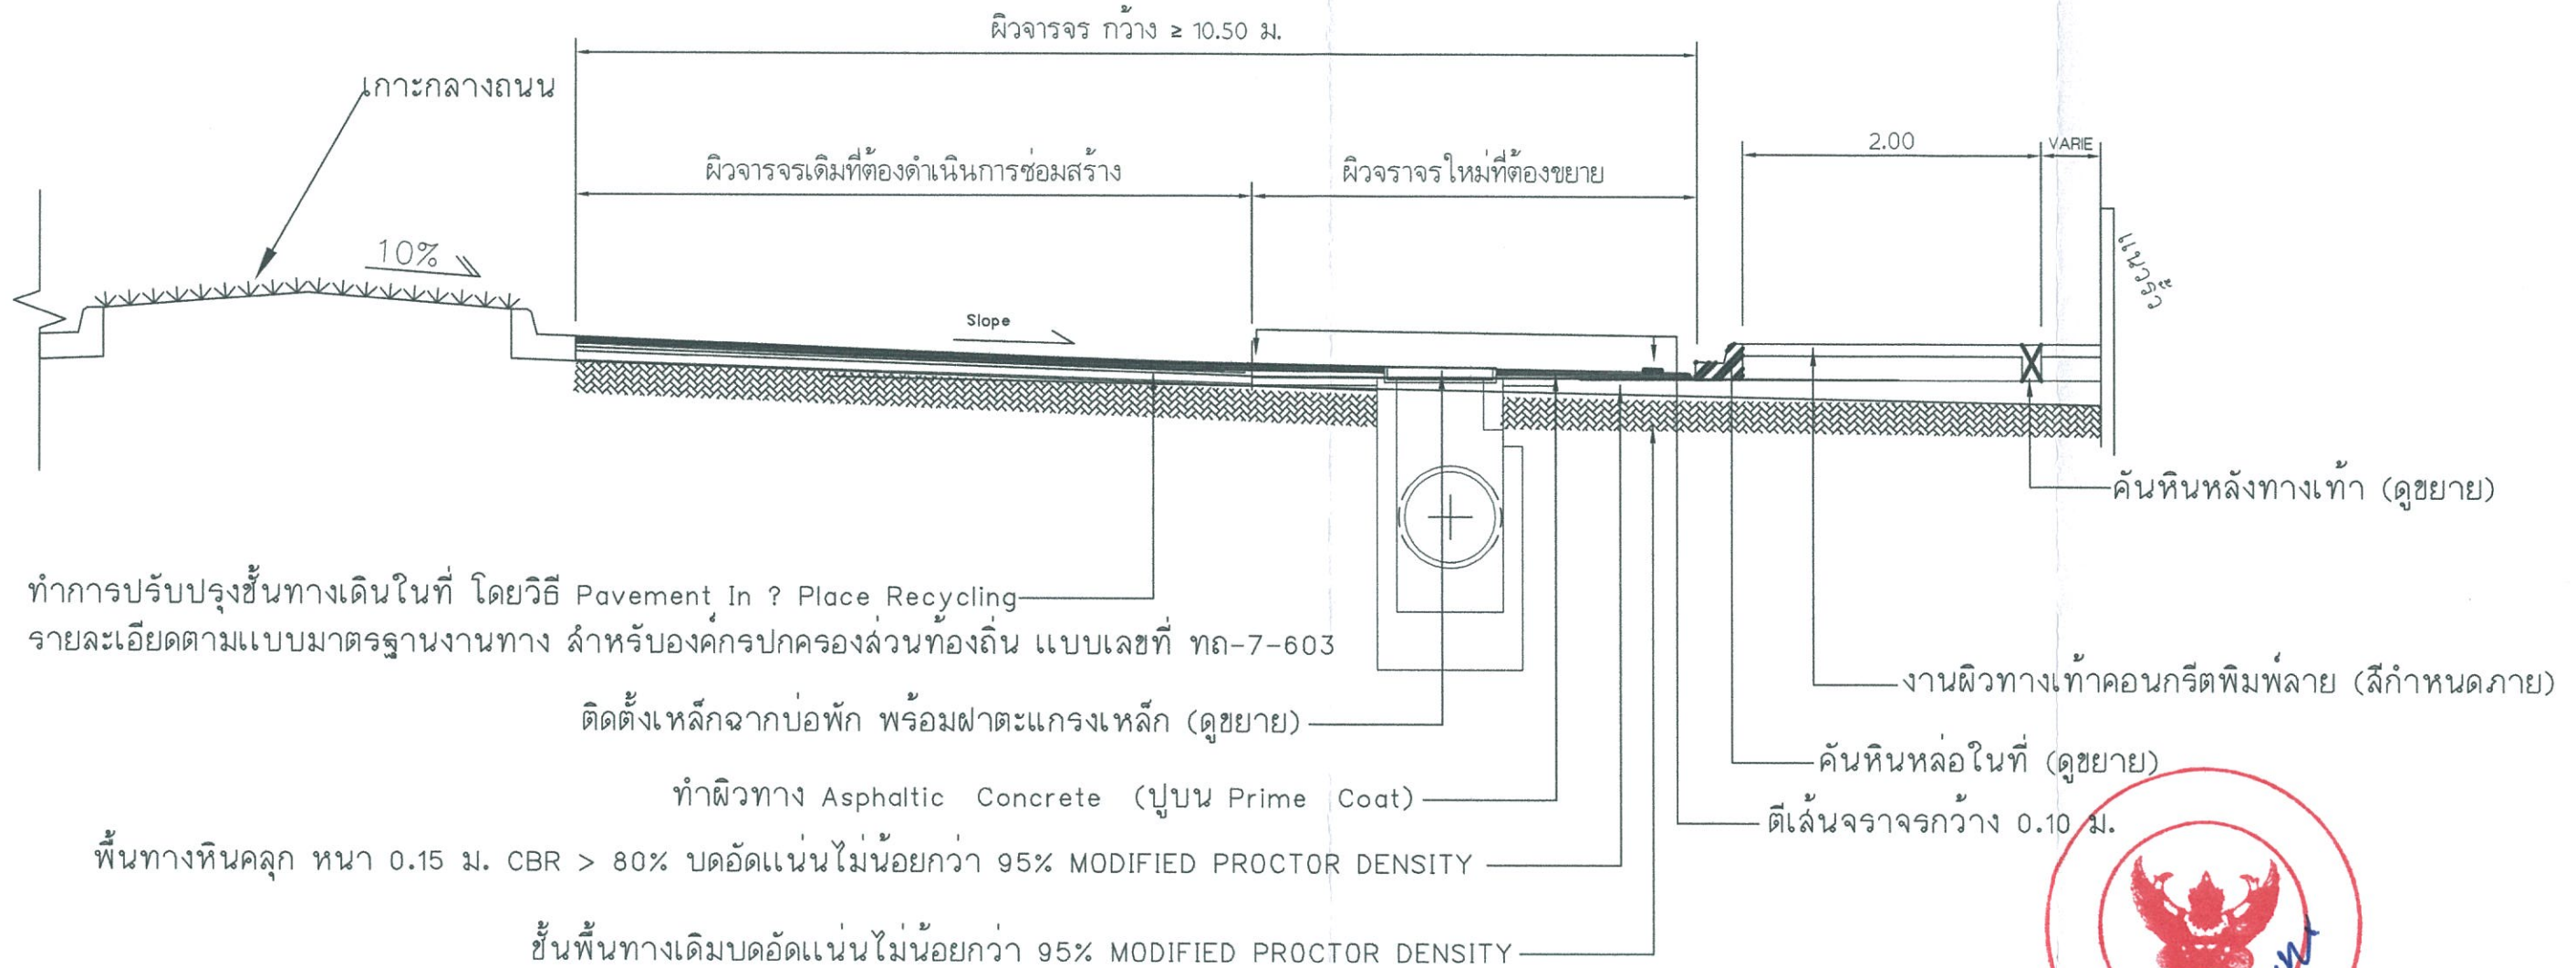 ผิวจารจร กว้าง ≥ 10.50 ม.
เกาะกลางถนน
2.00
VARIE
ผิวจารจรเดิมที่ต้องดำเนินการซ่อมสร้าง
ผิวจราจรใหม่ที่ต้องขยาย
10%
แนวรั้ว
Slope
คันหินหลังทางเท้า (ดูขยาย)
ทำการปรับปรุงชั้นทางเดินในที่ โดยวิธี Pavement In ? Place Recycling
รายละเอียดตามแบบมาตรฐานงานทาง สำหรับองค์กรปกครองส่วนท้องถิ่น แบบเลขที่ ทถ-7-603
งานผิวทางเท้าคอนกรีตพิมพ์ลาย (สีกำหนดภาย)
ติดตั้งเหล็กฉากบ่อพัก พร้อมฝาตะแกรงเหล็ก (ดูขยาย)
คันหินหล่อในที่ (ดูขยาย)
ทำผิวทาง Asphaltic Concrete (ปูบน Prime Coat)
ตีเส้นจราจรกว้าง 0.10 ม.
พื้นทางหินคลุก หนา 0.15 ม. CBR > 80% บดอัดแน่นไม่น้อยกว่า 95% MODIFIED PROCTOR DENSITY
ชั้นพื้นทางเดิมบดอัดแน่นไม่น้อยกว่า 95% MODIFIED PROCTOR DENSITY